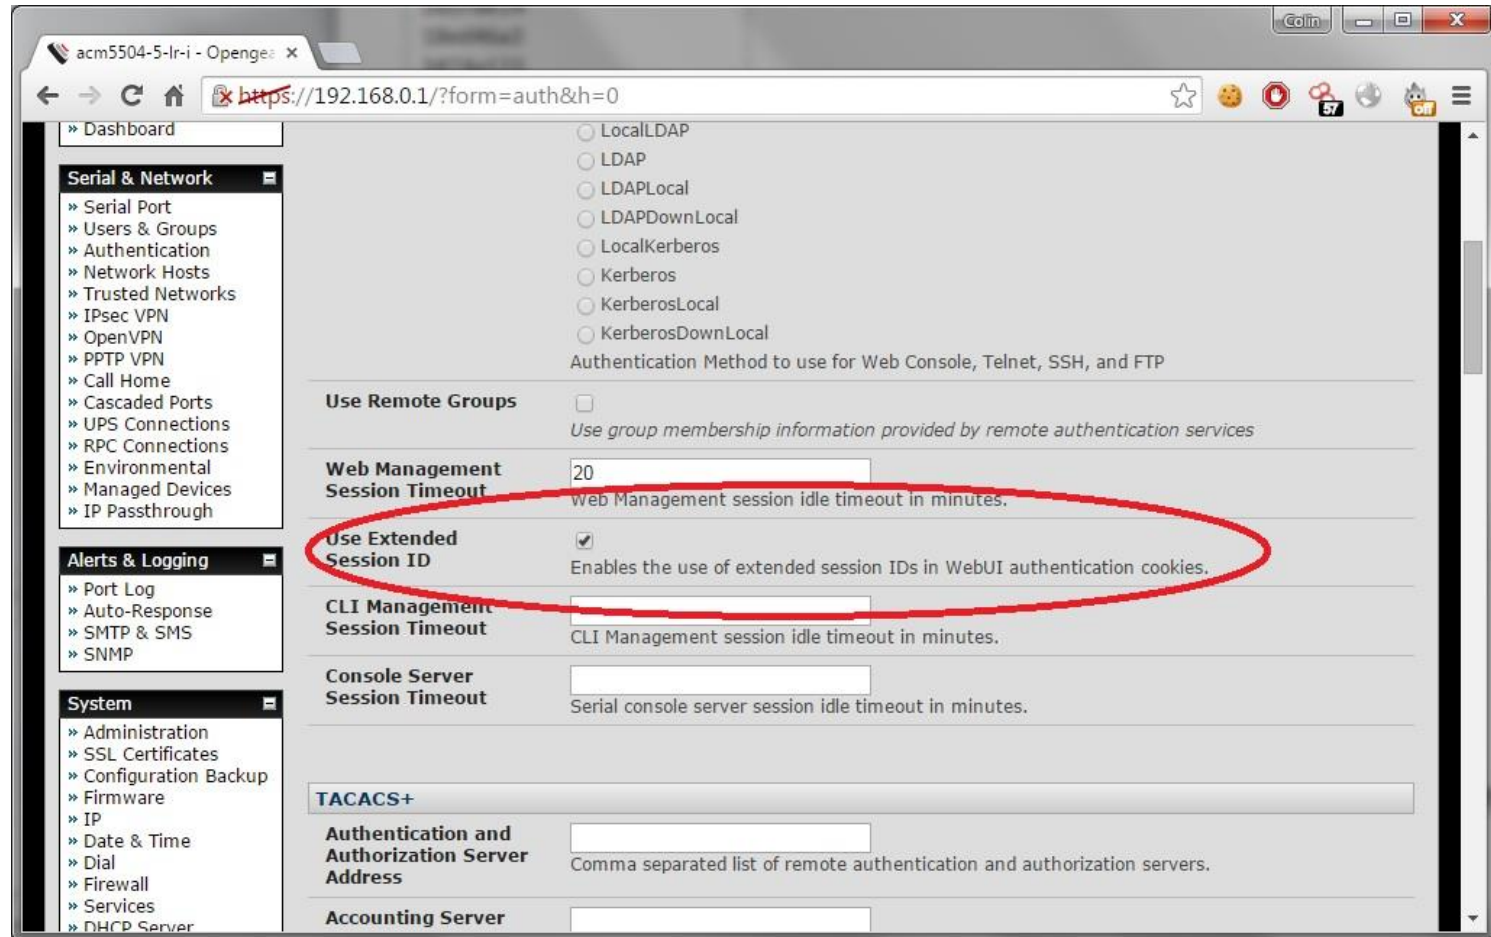 Colin
acm5504-5-lr-i - Opengea
https://192.168.0.1/?form=auth&h=0
57
off
» Dashboard
Serial & Network
» Serial Port
» Users & Groups
» Authentication
» Network Hosts
» Trusted Networks
» IPsec VPN
» OpenVPN
» PPTP VPN
» Call Home
» Cascaded Ports
» UPS Connections
» RPC Connections
» Environmental
» Managed Devices
» IP Passthrough
Alerts & Logging
» Port Log
» Auto-Response
» SMTP & SMS
» SNMP
System
» Administration
» SSL Certificates
» Configuration Backup
» Firmware
» IP
» Date & Time
» Dial
» Firewall
» Services
» DHCP Server
LocalLDAP
LDAP
LDAPLocal
LDAPDownLocal
LocalKerberos
Kerberos
KerberosLocal
KerberosDownLocal
Authentication Method to use for Web Console, Telnet, SSH, and FTP
Use Remote Groups
Use group membership information provided by remote authentication services
Web Management
Session Timeout
20
Web Management session idle timeout in minutes.
Use Extended
Session ID
Enables the use of extended session IDs in WebUI authentication cookies.
CLI Management
Session Timeout
CLI Management session idle timeout in minutes.
Console Server
Session Timeout
Serial console server session idle timeout in minutes.
TACACS+
Authentication and
Authorization Server
Address
Comma separated list of remote authentication and authorization servers.
Accounting Server